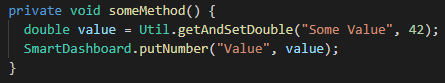 private void someMethod() {
double value = Util.getAndSetDouble("Some Value", 42);
SmartDashboard.putNumber("Value", value);
}